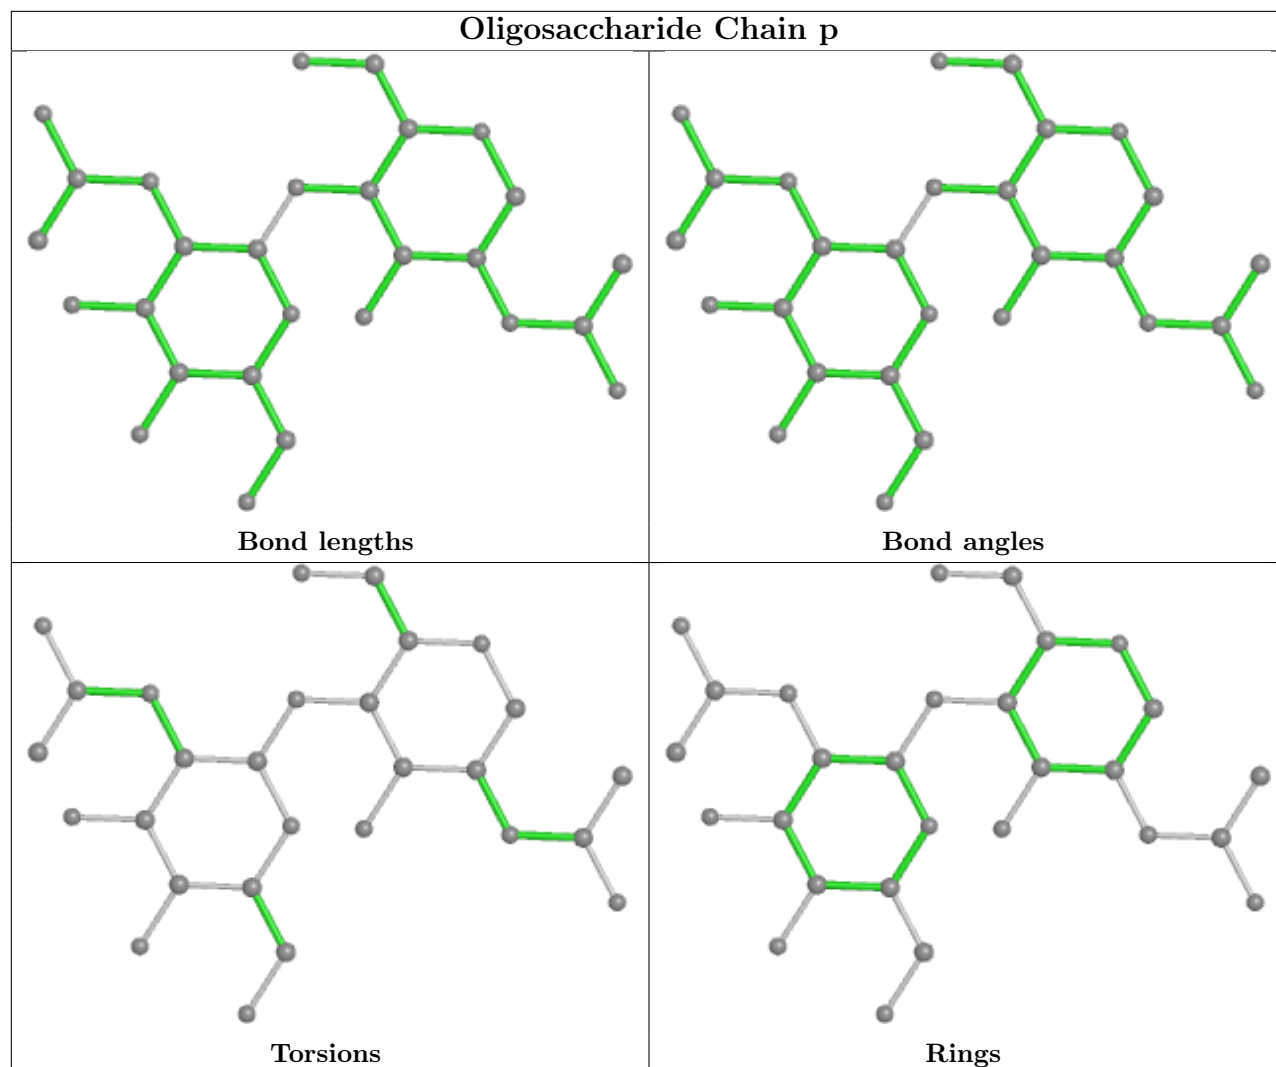 Oligosaccharide Chain p
Bond lengths
Bond angles
Torsions
Rings